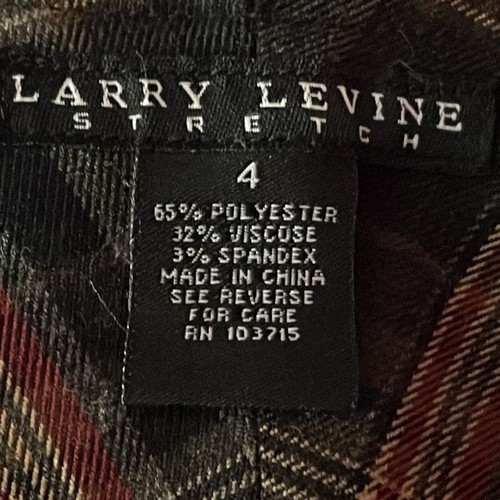 LARRY LEVINE
STRETCH
4
65% POLYESTER
32% VISCOSE
3% SPANDEX
MADE IN CHINA
SEE REVERSE
FOR CARE
RN 103715